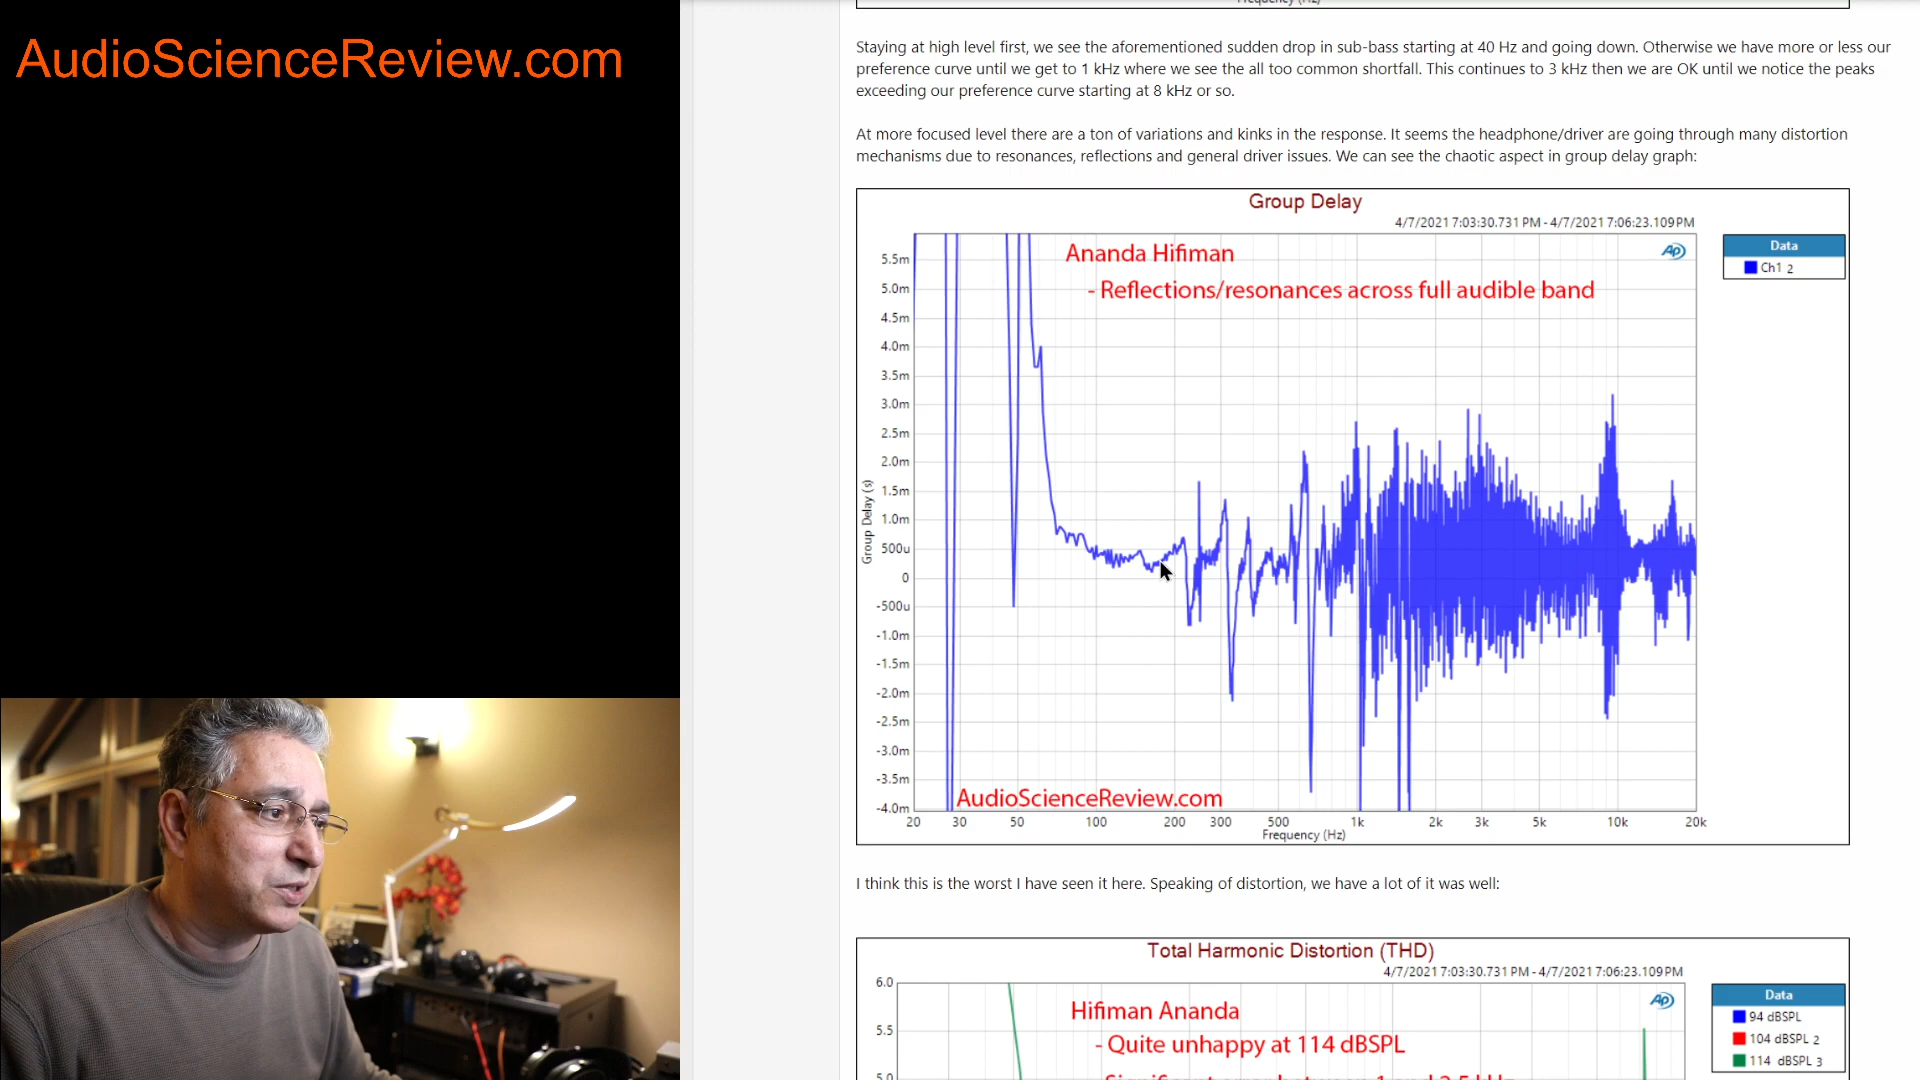 AudioScienceReview.com
Staying at high level first, we see the aforementioned sudden drop in sub-bass starting at 40 Hz and going down. Otherwise we have more or less our
preference curve until we get to 1 kHz where we see the all too common shortfall. This continues to 3 kHz then we are OK until we notice the peaks
exceeding our preference curve starting at 8 kHz or so.
At more focused level there are a ton of variations and kinks in the response. It seems the headphone/driver are going through many distortion
mechanisms due to resonances, reflections and general driver issues. We can see the chaotic aspect in group delay graph:
Group Delay
4/7/2021 7:03:30.731 PM - 4/7/2021 7:06:23.109 PM
Ananda Hifiman
- Reflections/resonances across full audible band
AP
Data
Ch1 2
5.5m
5.0m
4.5m
4.0m
3.5m
3.0m
2.5m
2.0m
1.5m
1.0m
500u
0
-500u
-1.0m
-1.5m
-2.0m
-2.5m
-3.0m
-3.5m
-4.0m
Group Delay (s)
AudioScienceReview.com
20 30 50 100 200 300 500 1k 2k 3k 5k 10k 20k
Frequency (Hz)
I think this is the worst I have seen it here. Speaking of distortion, we have a lot of it was well:
Total Harmonic Distortion (THD)
4/7/2021 7:03:30.731 PM - 4/7/2021 7:06:23.109 PM
6.0
5.5
5.0
Hifiman Ananda
- Quite unhappy at 114 dBSPL
AP
Data
94 dBSPL
104 dBSPL 2
114 dBSPL 3